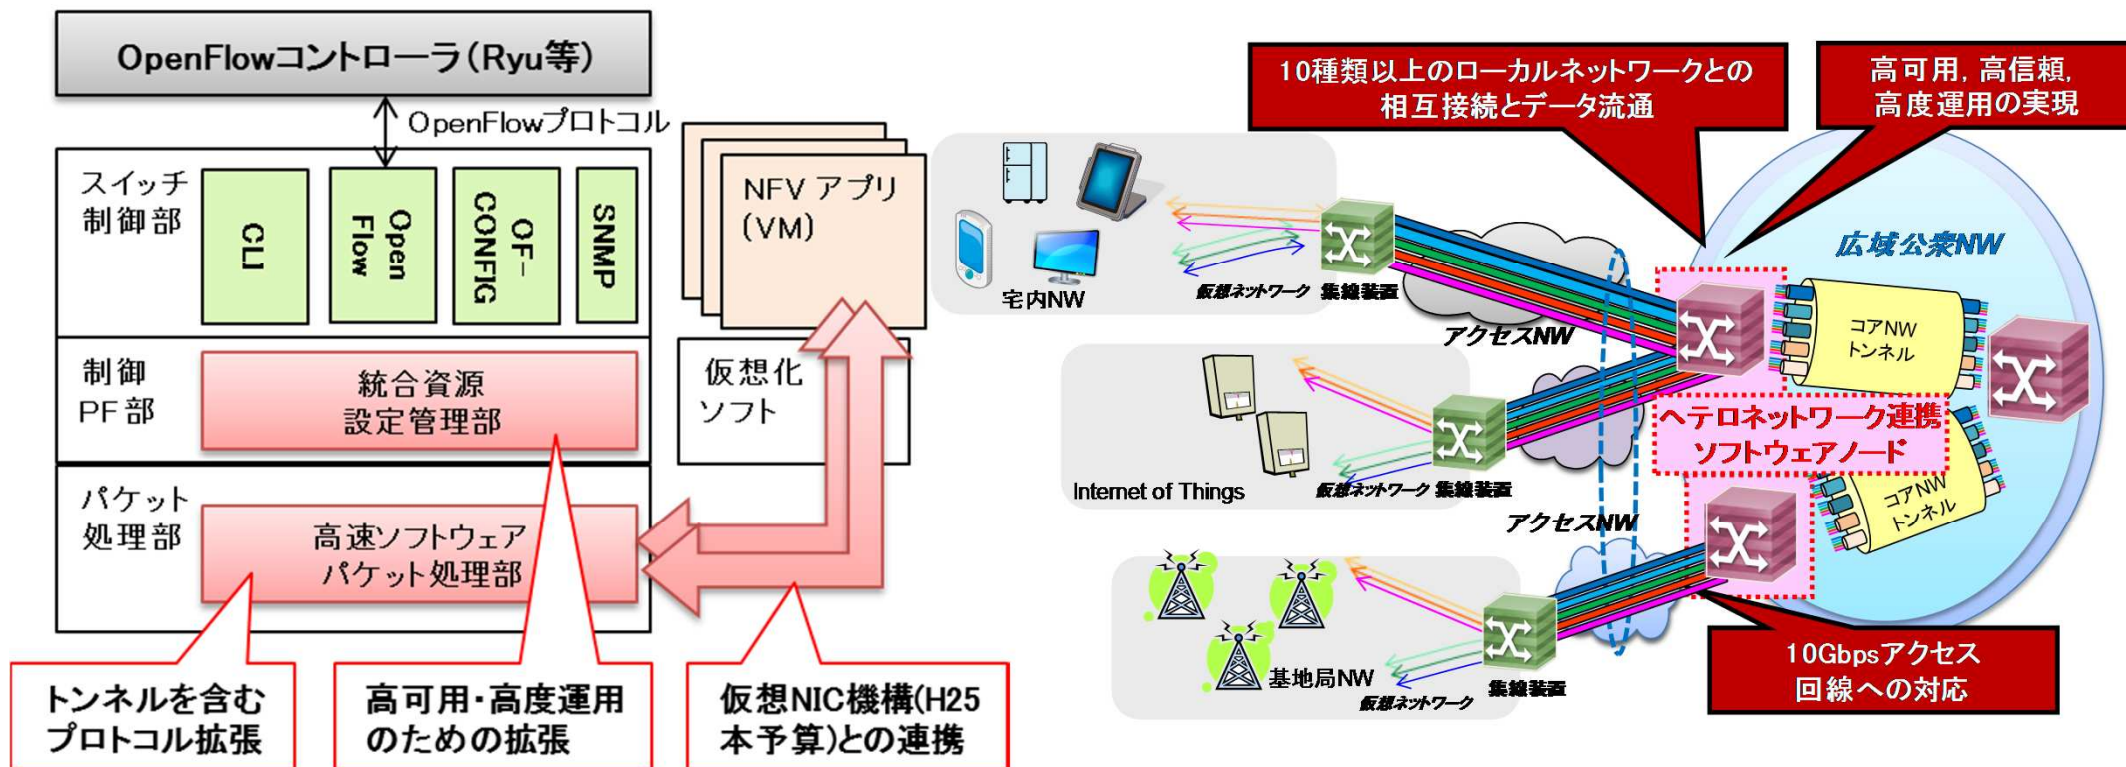 OpenFlowコントローラ(Ryu等)
OpenFlowプロトコル
スイッチ
制御部
CLI
Open
Flow
OF-
CONFIG
SNMP
NFV アプリ
(VM)
制御
PF部
統合資源
設定管理部
仮想化
ソフト
パケット
処理部
高速ソフトウェア
パケット処理部
トンネルを含む
プロトコル拡張
高可用・高度運用
のための拡張
仮想NIC機構(H25
本予算)との連携
10種類以上のローカルネットワークとの
相互接続とデータ流通
高可用, 高信頼,
高度運用の実現
広域公衆NW
宅内NW
仮想ネットワーク
集線装置
アクセスNW
コアNW
トンネル
ヘテロネットワーク連携
ソフトウェアノード
Internet of Things
仮想ネットワーク
集線装置
アクセスNW
コアNW
トンネル
基地局NW
仮想ネットワーク
集線装置
10Gbpsアクセス
回線への対応